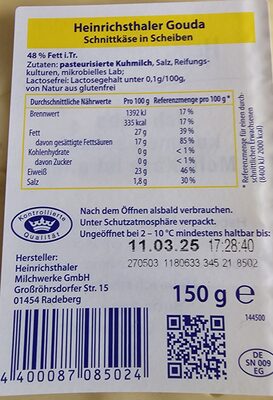 Heinrichsthaler Gouda
Schnittkäse in Scheiben
48 % Fett i.Tr.
Zutaten: pasteurisierte Kuhmilch, Salz, Reifungs-
kulturen, mikrobielles Lab;
Lactosefrei: Lactosegehalt unter 0,1g/100g,
von Natur aus glutenfrei
Durchschnittliche Nährwerte Pro 100 g Referenzmenge pro 100 g *
Brennwert 1392 kJ 17 %
335 kcal 17 %
Fett 27 g 39 %
davon gesättigte Fettsäuren 17 g 85 %
Kohlenhydrate 0 g < 1 %
davon Zucker 0 g < 1 %
Eiweiß 23 g 46 %
Salz 1,8 g 30 %
* Referenzmenge für einen durch-
schnittlichen Erwachsenen
(8400 kJ/ 2000 kcal)
Kontrollierte
Qualität
Nach dem Öffnen alsbald verbrauchen.
Unter Schutzatmosphäre verpackt.
Ungeöffnet bei 2 – 10 °C mindestens haltbar bis:
11.03.25 17:28:40
270503 1180633 345 21 8502
Hersteller:
Heinrichsthaler
Milchwerke GmbH
Großröhrsdorfer Str. 15
01454 Radeberg
150 g e
144500
4 400087 085024
DE
SN 009
EG